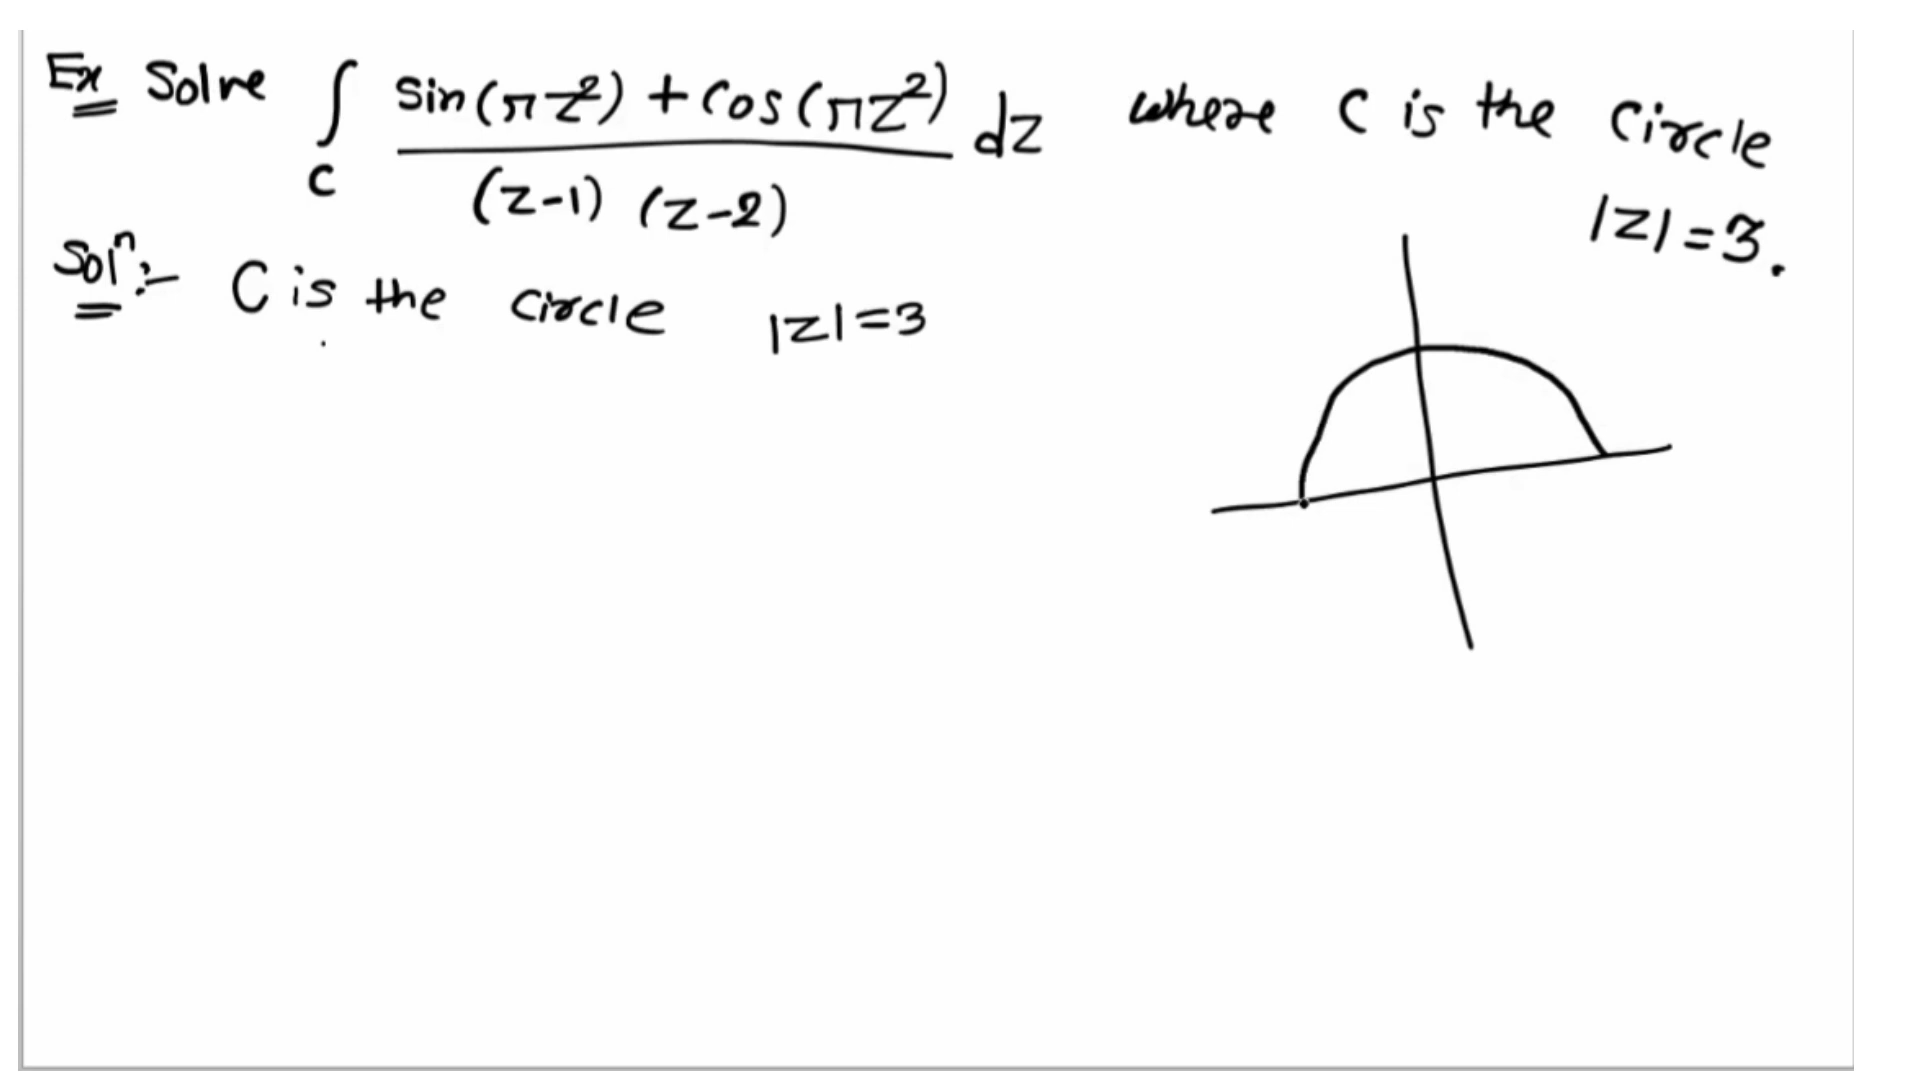 Ex Solve ∫_C (sin(πz²) + cos(πz²)) / ((z-1)(z-2)) dz where C is the circle
|z| = 3.
Solⁿ:- C is the circle |z|=3